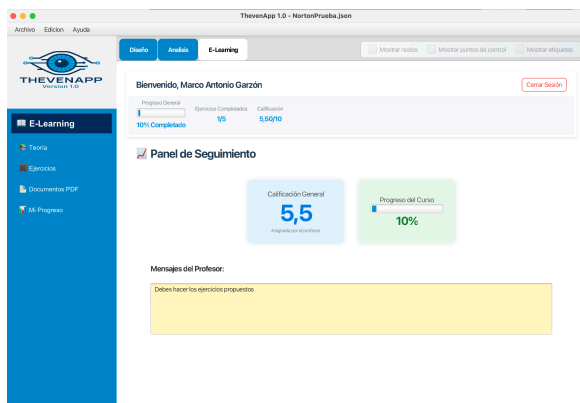 ThevenApp 1.0 - NortonPrueba.json
Archivo Edicion Ayuda
THEVENAPP
Version 1.0
Diseño Analisis E-Learning
Mostrar nodos Mostrar puntos de control Mostrar etiquetas
Bienvenido, Marco Antonio Garzón
Cerrar Sesión
Progreso General Ejercicios Completados Calificación
1/5 5,50/10
10% Completado
E-Learning
Teoría
Ejercicios
Documentos PDF
Mi Progreso
Panel de Seguimiento
Calificación General
5,5
Asignada por el profesor
Progreso del Curso
10%
Mensajes del Profesor:
Debes hacer los ejercicios propuestos